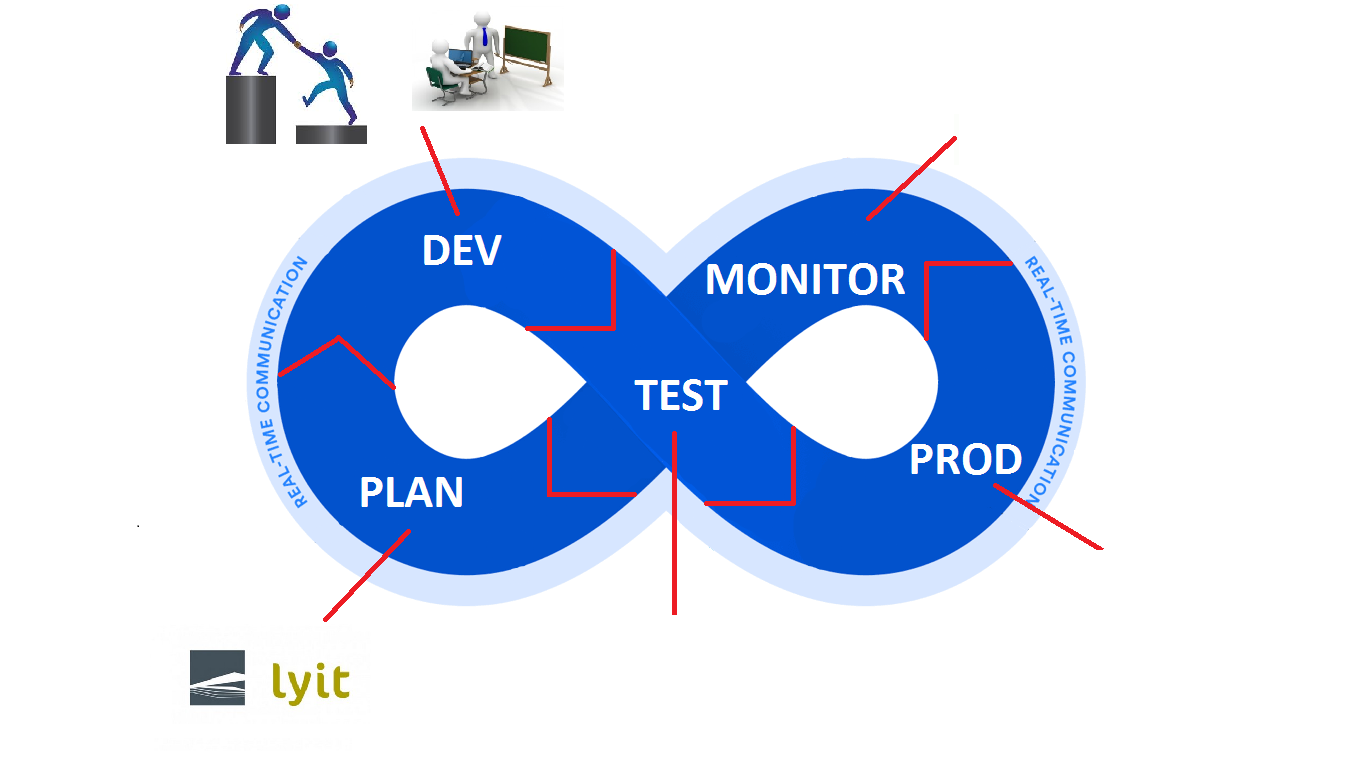 DEV
MONITOR
REAL-TIME COMMUNICATION
REAL-TIME COMMUNICATION
TEST
PROD
PLAN
lyit